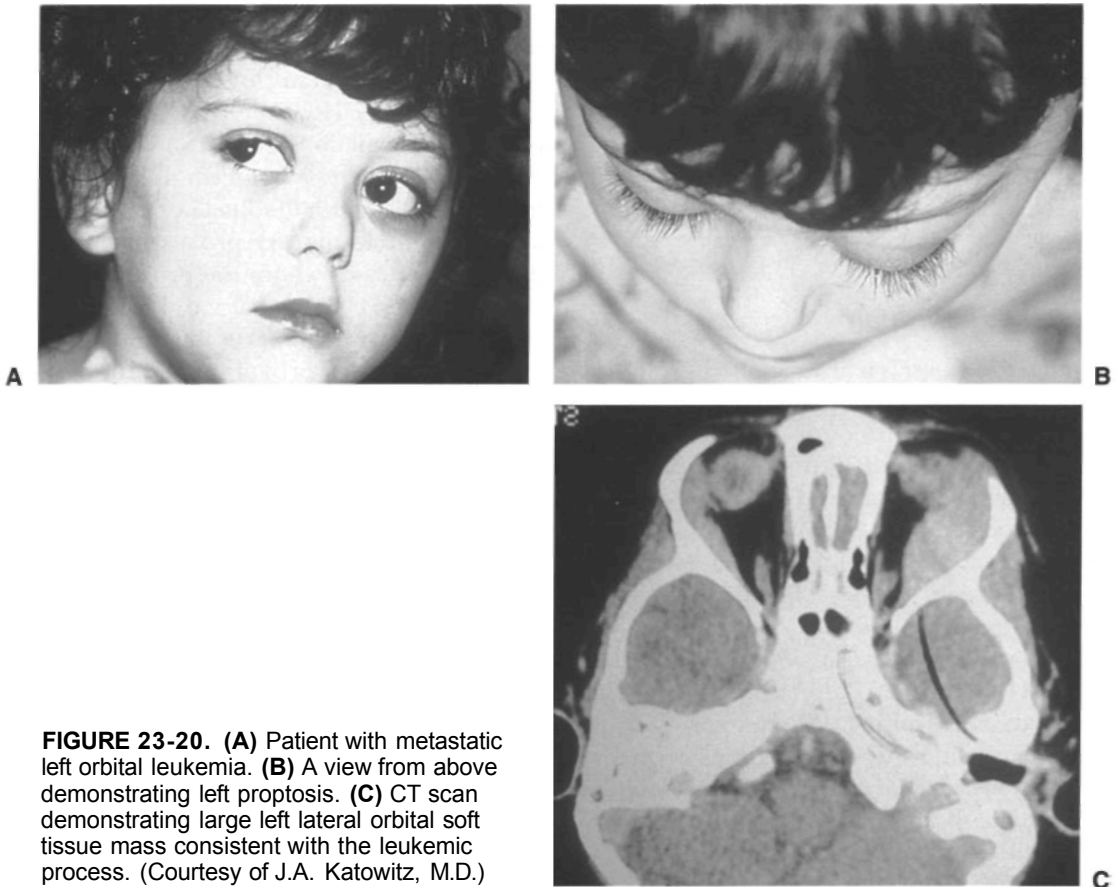 A
B
FIGURE 23-20. (A) Patient with metastatic
left orbital leukemia. (B) A view from above
demonstrating left proptosis. (C) CT scan
demonstrating large left lateral orbital soft
tissue mass consistent with the leukemic
process. (Courtesy of J.A. Katowitz, M.D.)
C